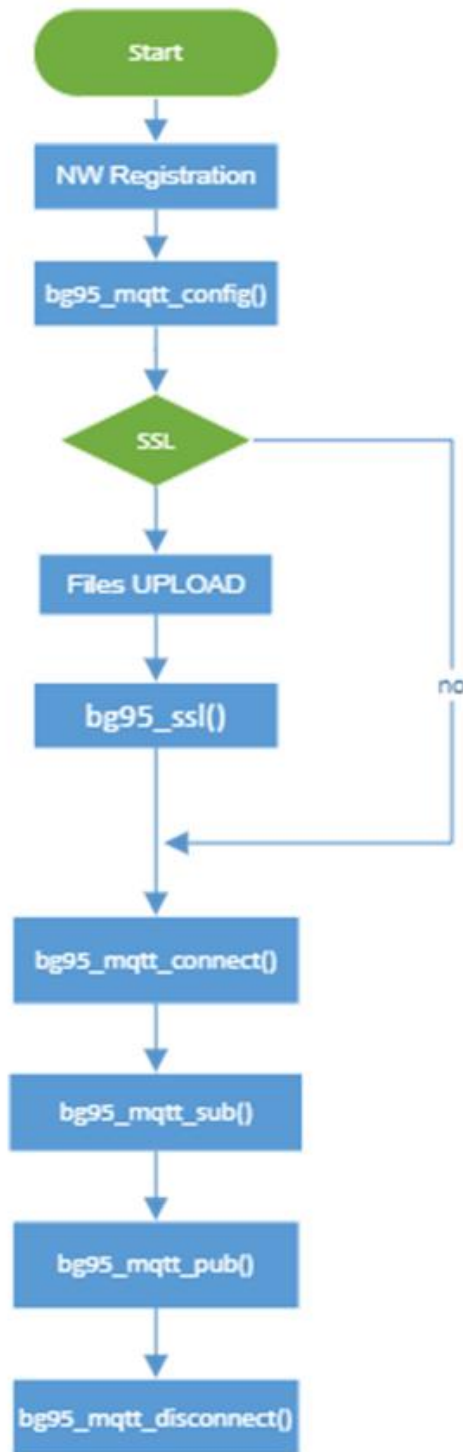 Start
NW Registration
bg95_mqtt_config()
SSL
Files UPLOAD
bg95_ssl()
no
bg95_mqtt_connect()
bg95_mqtt_sub()
bg95_mqtt_pub()
bg95_mqtt_disconnect()